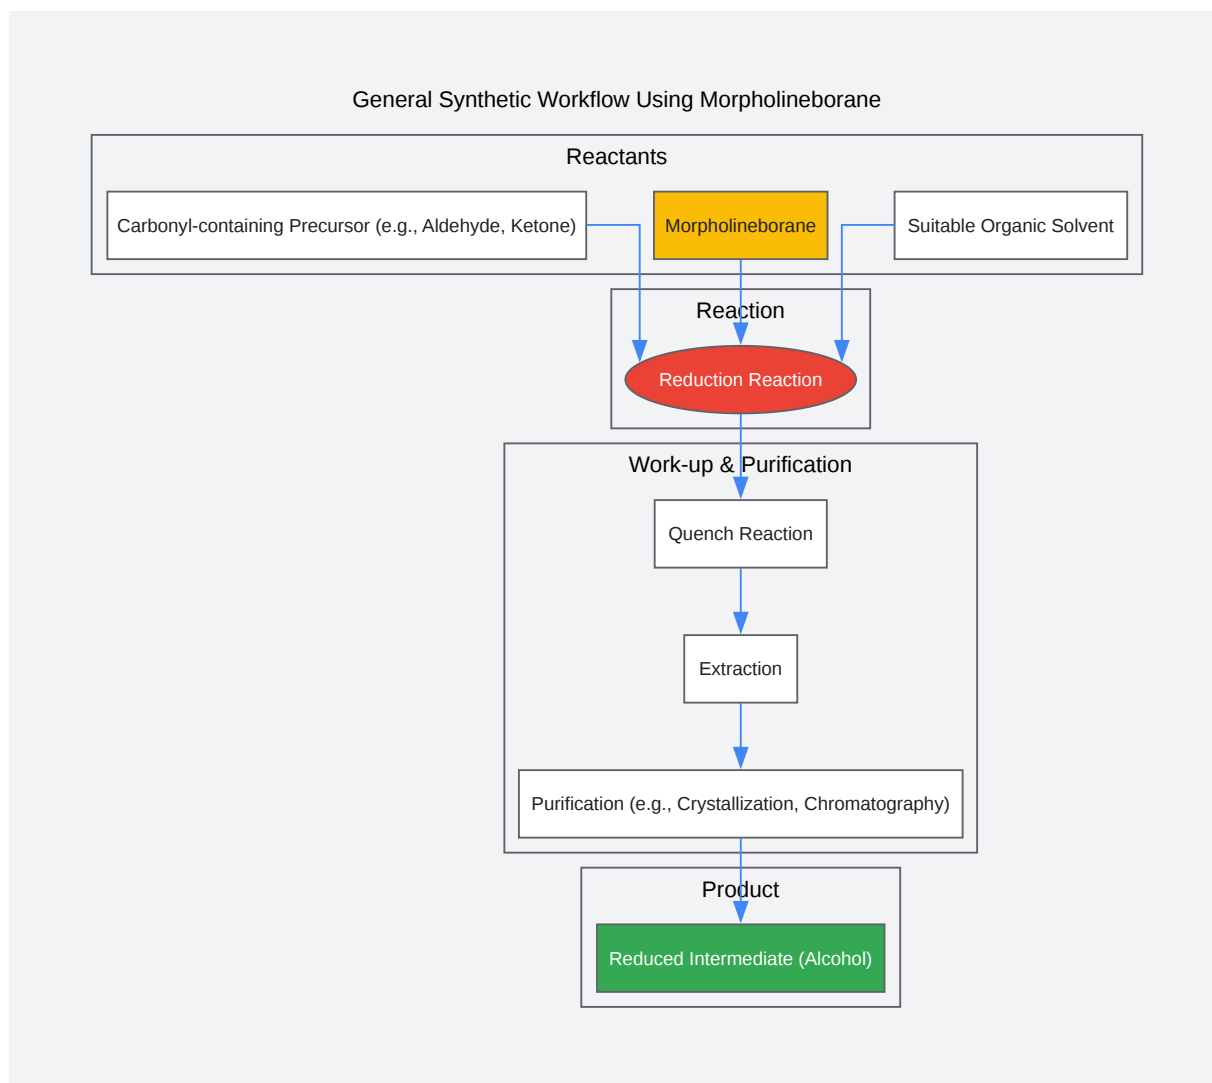 General Synthetic Workflow Using Morpholineborane
Reactants
Carbonyl-containing Precursor (e.g., Aldehyde, Ketone)
Morpholineborane
Suitable Organic Solvent
Reaction
Reduction Reaction
Work-up & Purification
Quench Reaction
Extraction
Purification (e.g., Crystallization, Chromatography)
Product
Reduced Intermediate (Alcohol)